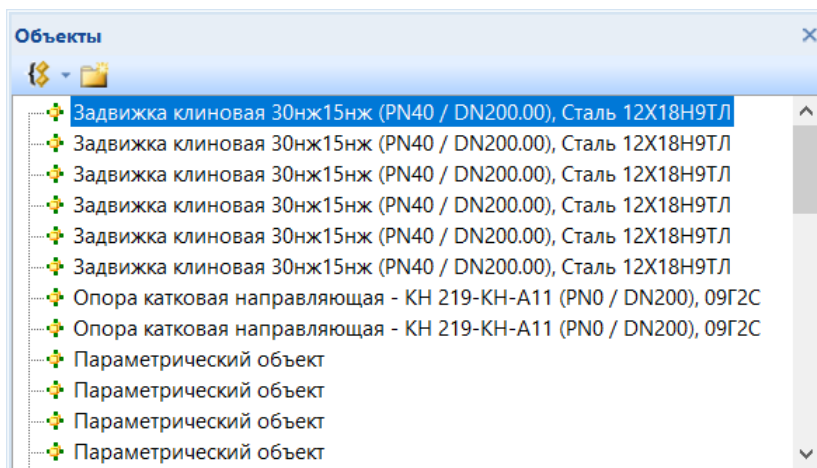 Объекты
Задвижка клиновая 30нж15нж (PN40 / DN200.00), Сталь 12Х18Н9ТЛ
Задвижка клиновая 30нж15нж (PN40 / DN200.00), Сталь 12Х18Н9ТЛ
Задвижка клиновая 30нж15нж (PN40 / DN200.00), Сталь 12Х18Н9ТЛ
Задвижка клиновая 30нж15нж (PN40 / DN200.00), Сталь 12Х18Н9ТЛ
Задвижка клиновая 30нж15нж (PN40 / DN200.00), Сталь 12Х18Н9ТЛ
Задвижка клиновая 30нж15нж (PN40 / DN200.00), Сталь 12Х18Н9ТЛ
Опора катковая направляющая - КН 219-КН-А11 (PN0 / DN200), 09Г2С
Опора катковая направляющая - КН 219-КН-А11 (PN0 / DN200), 09Г2С
Параметрический объект
Параметрический объект
Параметрический объект
Параметрический объект